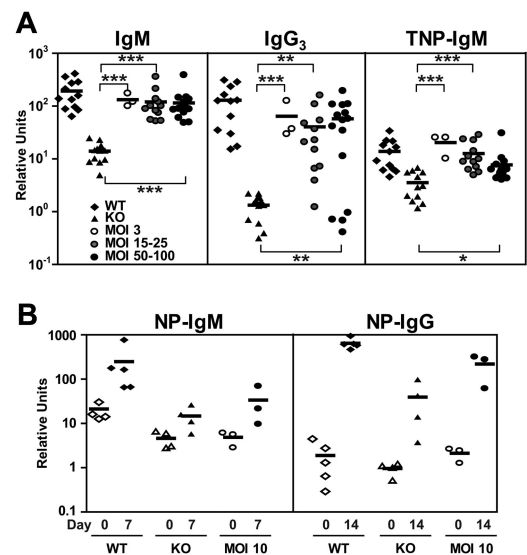 A
IgM IgG3 TNP-IgM
*** ** ***
*** *** ***
10³
10²
10¹
10⁰
10⁻¹
Relative Units
WT
KO
MOI 3
MOI 15-25
MOI 50-100
*** ** *
B
NP-IgM NP-IgG
1000
100
10
1
0.1
Relative Units
Day 0 7 0 7 0 7 0 14 0 14 0 14
WT KO MOI 10 WT KO MOI 10